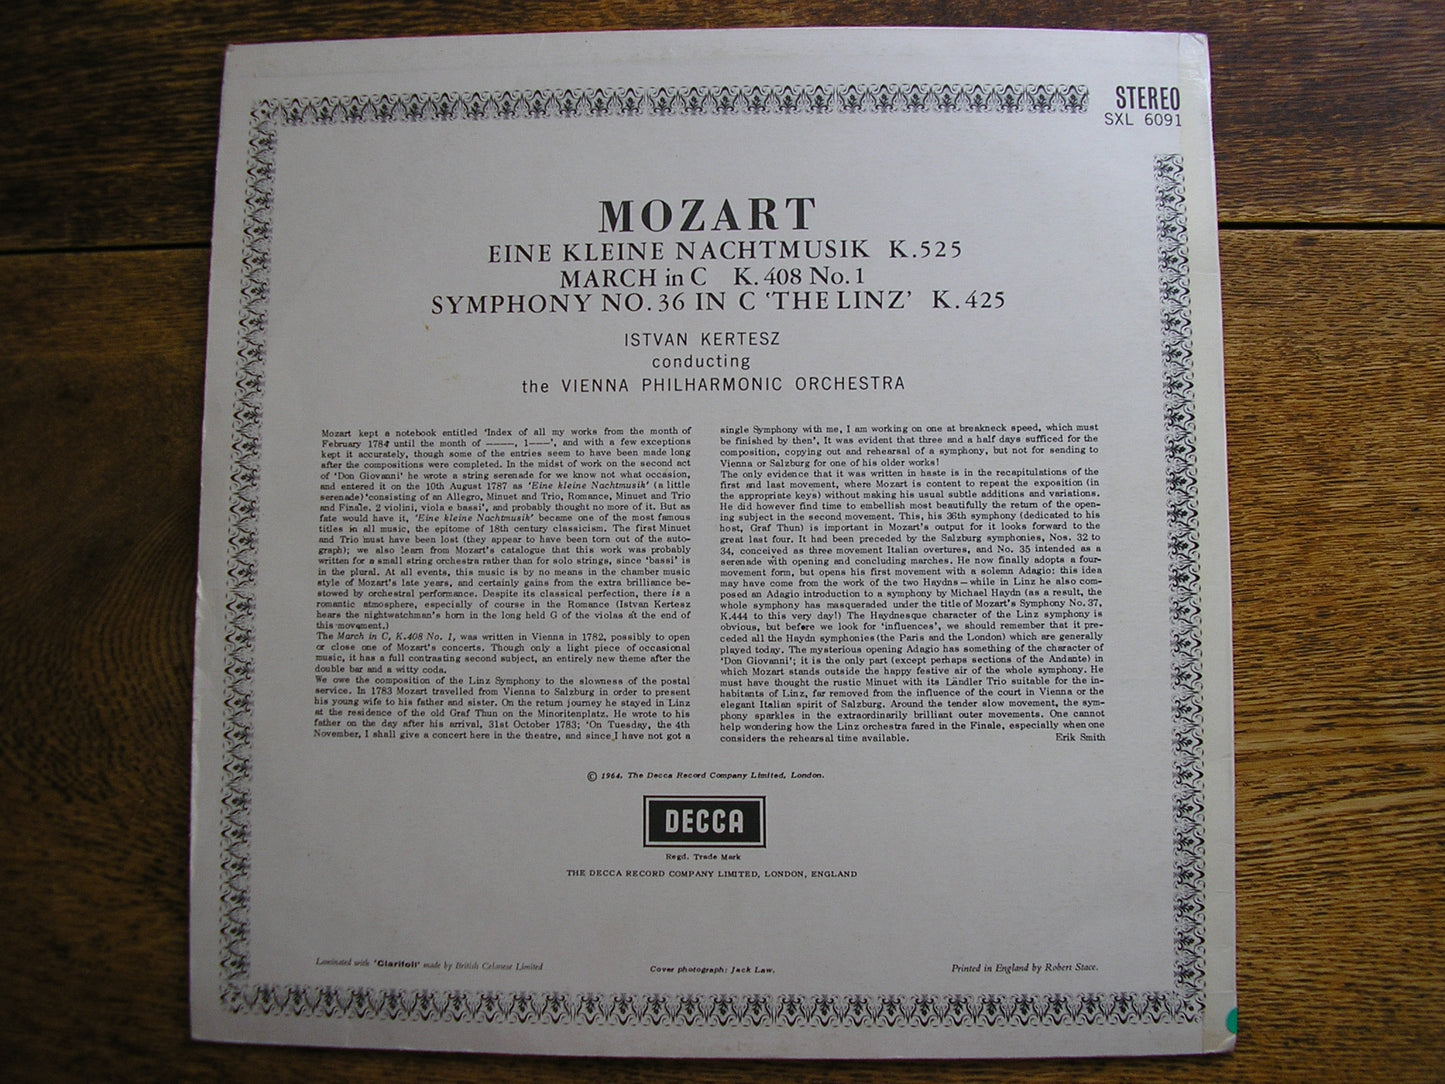 STEREO
SXL 6091
MOZART
EINE KLEINE NACHTMUSIK K.525
MARCH in C K.408 No.1
SYMPHONY NO.36 IN C ‘THE LINZ’ K.425
ISTVAN KERTESZ
conducting
the VIENNA PHILHARMONIC ORCHESTRA
Mozart kept a notebook entitled ‘Index of all my works from the month of
February 1784 until the month of ----, 1---’, and with a few exceptions
kept it accurately, though some of the entries seem to have been made long
after the compositions were completed. In the midst of work on the second act
of ‘Don Giovanni’ he wrote a string serenade for we know not what occasion,
and entered it on the 10th August 1787 as ‘Eine kleine Nachtmusik’ (a little
serenade) ‘consisting of an Allegro, Minuet and Trio, Romance, Minuet and Trio
and Finale. 2 violini, viola e bassi’, and probably thought no more of it. But as
fate would have it, ‘Eine kleine Nachtmusik’ became one of the most famous
titles in all music, the epitome of 18th century classicism. The first Minuet
and Trio must have been lost (they appear to have been torn out of the auto-
graph); we also learn from Mozart’s catalogue that this work was probably
written for a small string orchestra rather than for solo strings, since ‘bassi’ is
in the plural. At all events, this music is by no means in the chamber music
style of Mozart’s late years, and certainly gains from the extra brilliance be-
stowed by orchestral performance. Despite its classical perfection, there is a
romantic atmosphere, especially of course in the Romance (Istvan Kertesz
hears the nightwatchman’s horn in the long held G of the violas at the end of
this movement.)
The March in C, K.408 No. 1, was written in Vienna in 1782, possibly to open
or close one of Mozart’s concerts. Though only a light piece of occasional
music, it has a full contrasting second subject, an entirely new theme after the
double bar and a witty coda.
We owe the composition of the Linz Symphony to the slowness of the postal
service. In 1783 Mozart travelled from Vienna to Salzburg in order to present
his young wife to his father and sister. On the return journey he stayed in Linz
at the residence of the old Graf Thun on the Minoritenplatz. He wrote to his
father on the day after his arrival, 31st October 1783; ‘On Tuesday, the 4th
November, I shall give a concert here in the theatre, and since I have not got a
single Symphony with me, I am working on one at breakneck speed, which must
be finished by then’. It was evident that three and a half days sufficed for the
composition, copying out and rehearsal of a symphony, but not for sending to
Vienna or Salzburg for one of his older works!
The only evidence that it was written in haste is in the recapitulations of the
first and last movement, where Mozart is content to repeat the exposition (in
the appropriate keys) without making his usual subtle additions and variations.
He did however find time to embellish most beautifully the return of the open-
ing subject in the second movement. This, his 36th symphony (dedicated to his
host, Graf Thun) is important in Mozart’s output for it looks forward to the
great last four. It had been preceded by the Salzburg symphonies, Nos. 32 to
34, conceived as three movement Italian overtures, and No. 35 intended as a
serenade with opening and concluding marches. He now finally adopts a four-
movement form, but opens his first movement with a solemn Adagio: this idea
may have come from the work of the two Haydns – while in Linz he also com-
posed an Adagio introduction to a symphony by Michael Haydn (as a result, the
whole symphony has masqueraded under the title of Mozart’s Symphony No. 37,
K.444 to this very day!) The Haydnesque character of the Linz symphony is
obvious, but before we look for ‘influences’, we should remember that it pre-
ceded all the Haydn symphonies (the Paris and the London) which are generally
played today. The mysterious opening Adagio has something of the character of
‘Don Giovanni’; it is the only part (except perhaps sections of the Andante) in
which Mozart stands outside the happy festive air of the whole symphony. He
must have thought the rustic Minuet with its Ländler Trio suitable for the in-
habitants of Linz, far removed from the influence of the court in Vienna or the
elegant Italian spirit of Salzburg. Around the tender slow movement, the sym-
phony sparkles in the extraordinarily brilliant outer movements. One cannot
help wondering how the Linz orchestra fared in the Finale, especially when one
considers the rehearsal time available. Erik Smith
© 1964, The Decca Record Company Limited, London.
DECCA
Regd. Trade Mark
THE DECCA RECORD COMPANY LIMITED, LONDON, ENGLAND
Laminated with ‘Clarifoil’ made by British Celanese Limited
Cover photograph: Jack Law.
Printed in England by Robert Stace.